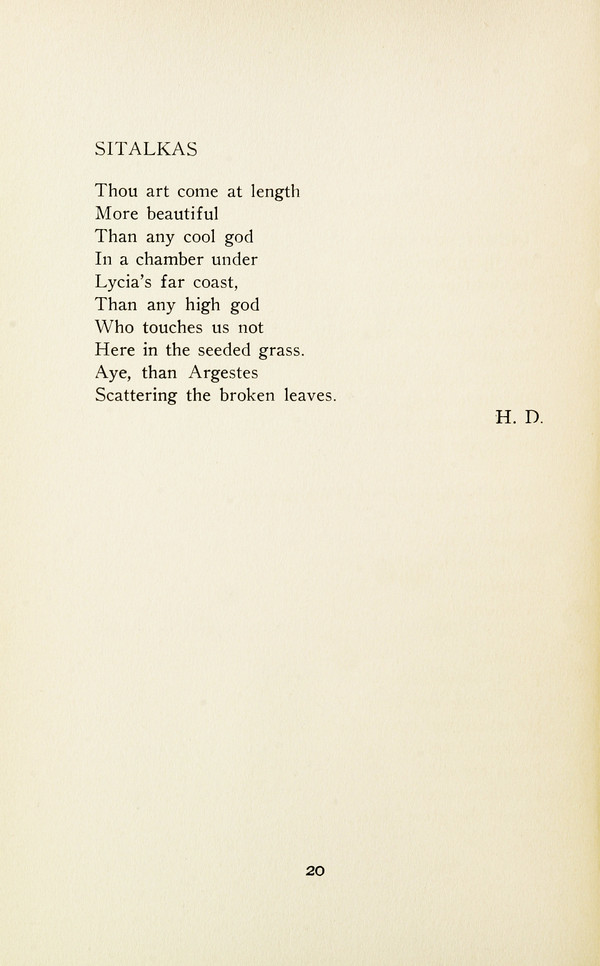 SITALKAS
Thou art come at length
More beautiful
Than any cool god
In a chamber under
Lycia's far coast,
Than any high god
Who touches us not
Here in the seeded grass.
Aye, than Argestes
Scattering the broken leaves.
H. D.
20